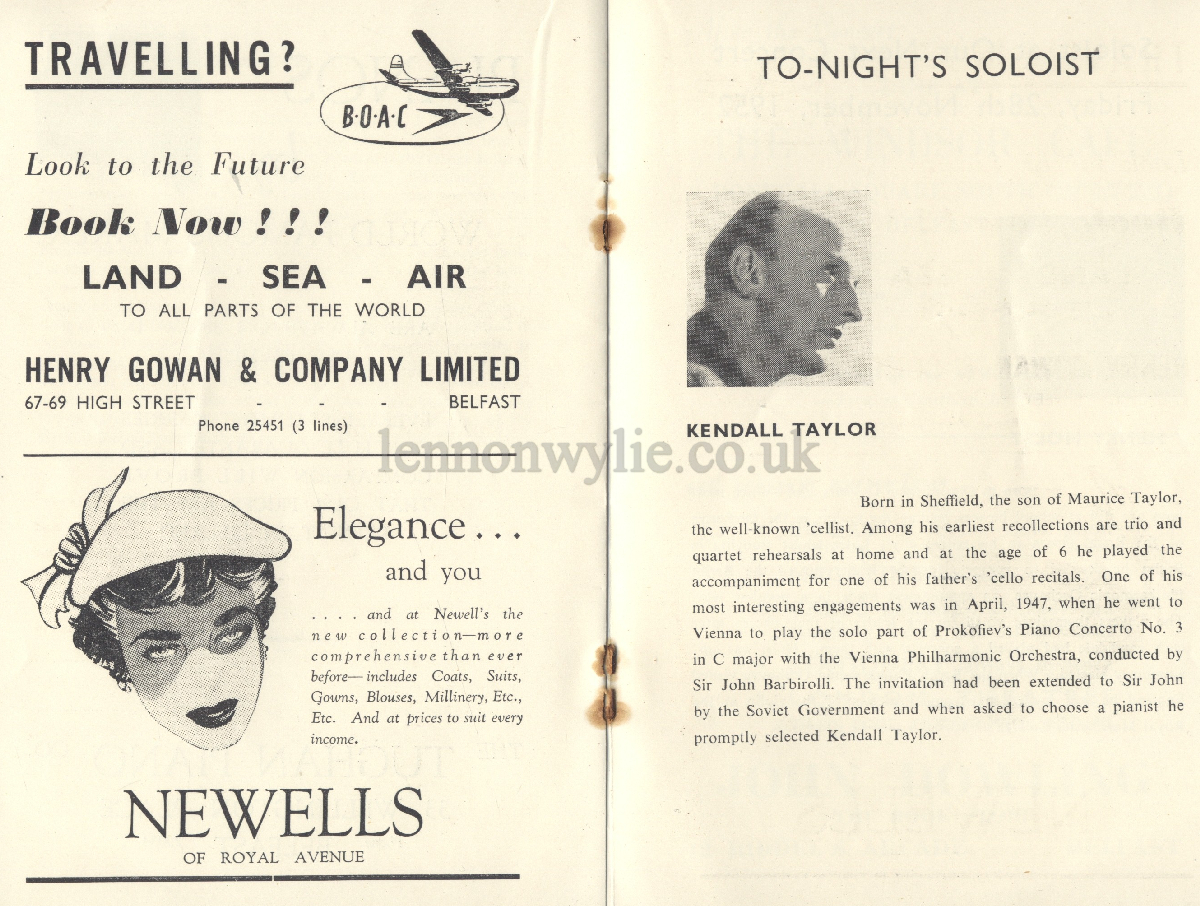 TRAVELLING?
B·O·A·C
Look to the Future
Book Now ! ! !
LAND - SEA - AIR
TO ALL PARTS OF THE WORLD
HENRY GOWAN & COMPANY LIMITED
67-69 HIGH STREET - - - BELFAST
Phone 25451 (3 lines)
Elegance . . .
and you
. . . . and at Newell's the
new collection—more
comprehensive than ever
before—includes Coats, Suits,
Gowns, Blouses, Millinery, Etc.,
Etc. And at prices to suit every
income.
NEWELLS
OF ROYAL AVENUE
TO-NIGHT'S SOLOIST
KENDALL TAYLOR
lennonwylie.co.uk
Born in Sheffield, the son of Maurice Taylor,
the well-known 'cellist. Among his earliest recollections are trio and
quartet rehearsals at home and at the age of 6 he played the
accompaniment for one of his father's 'cello recitals. One of his
most interesting engagements was in April, 1947, when he went to
Vienna to play the solo part of Prokofiev's Piano Concerto No. 3
in C major with the Vienna Philharmonic Orchestra, conducted by
Sir John Barbirolli. The invitation had been extended to Sir John
by the Soviet Government and when asked to choose a pianist he
promptly selected Kendall Taylor.